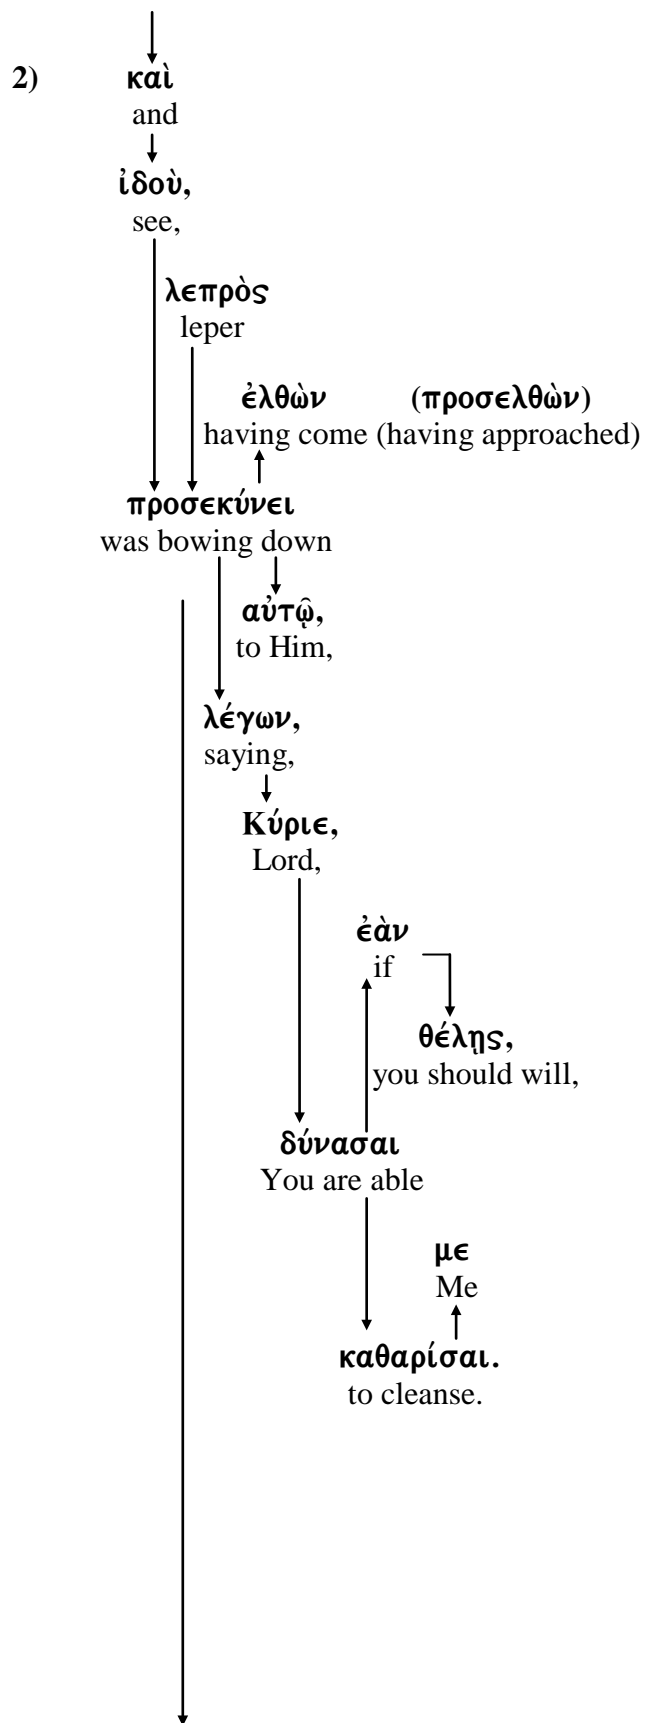 2) καὶ
and
ἰδοὺ,
see,
λεπρὸς
leper
ἐλθὼν (προσελθὼν)
having come (having approached)
προσεκύνει
was bowing down
αὐτῷ,
to Him,
λέγων,
saying,
Κύριε,
Lord,
ἐὰν
if
θέλῃς,
you should will,
δύνασαι
You are able
με
Me
καθαρίσαι.
to cleanse.